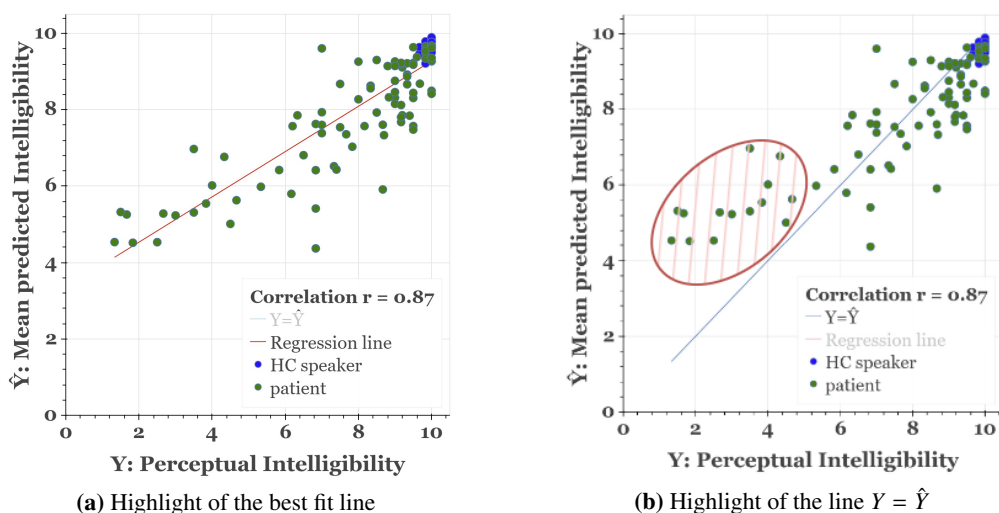 Ŷ: Mean predicted Intelligibility
10
8
6
4
2
0
0 2 4 6 8 10
Y: Perceptual Intelligibility
Correlation r = 0.87
Y=Ŷ
Regression line
HC speaker
patient
(a) Highlight of the best fit line
Ŷ: Mean predicted Intelligibility
10
8
6
4
2
0
0 2 4 6 8 10
Y: Perceptual Intelligibility
Correlation r = 0.87
Y=Ŷ
Regression line
HC speaker
patient
(b) Highlight of the line Y = Ŷ